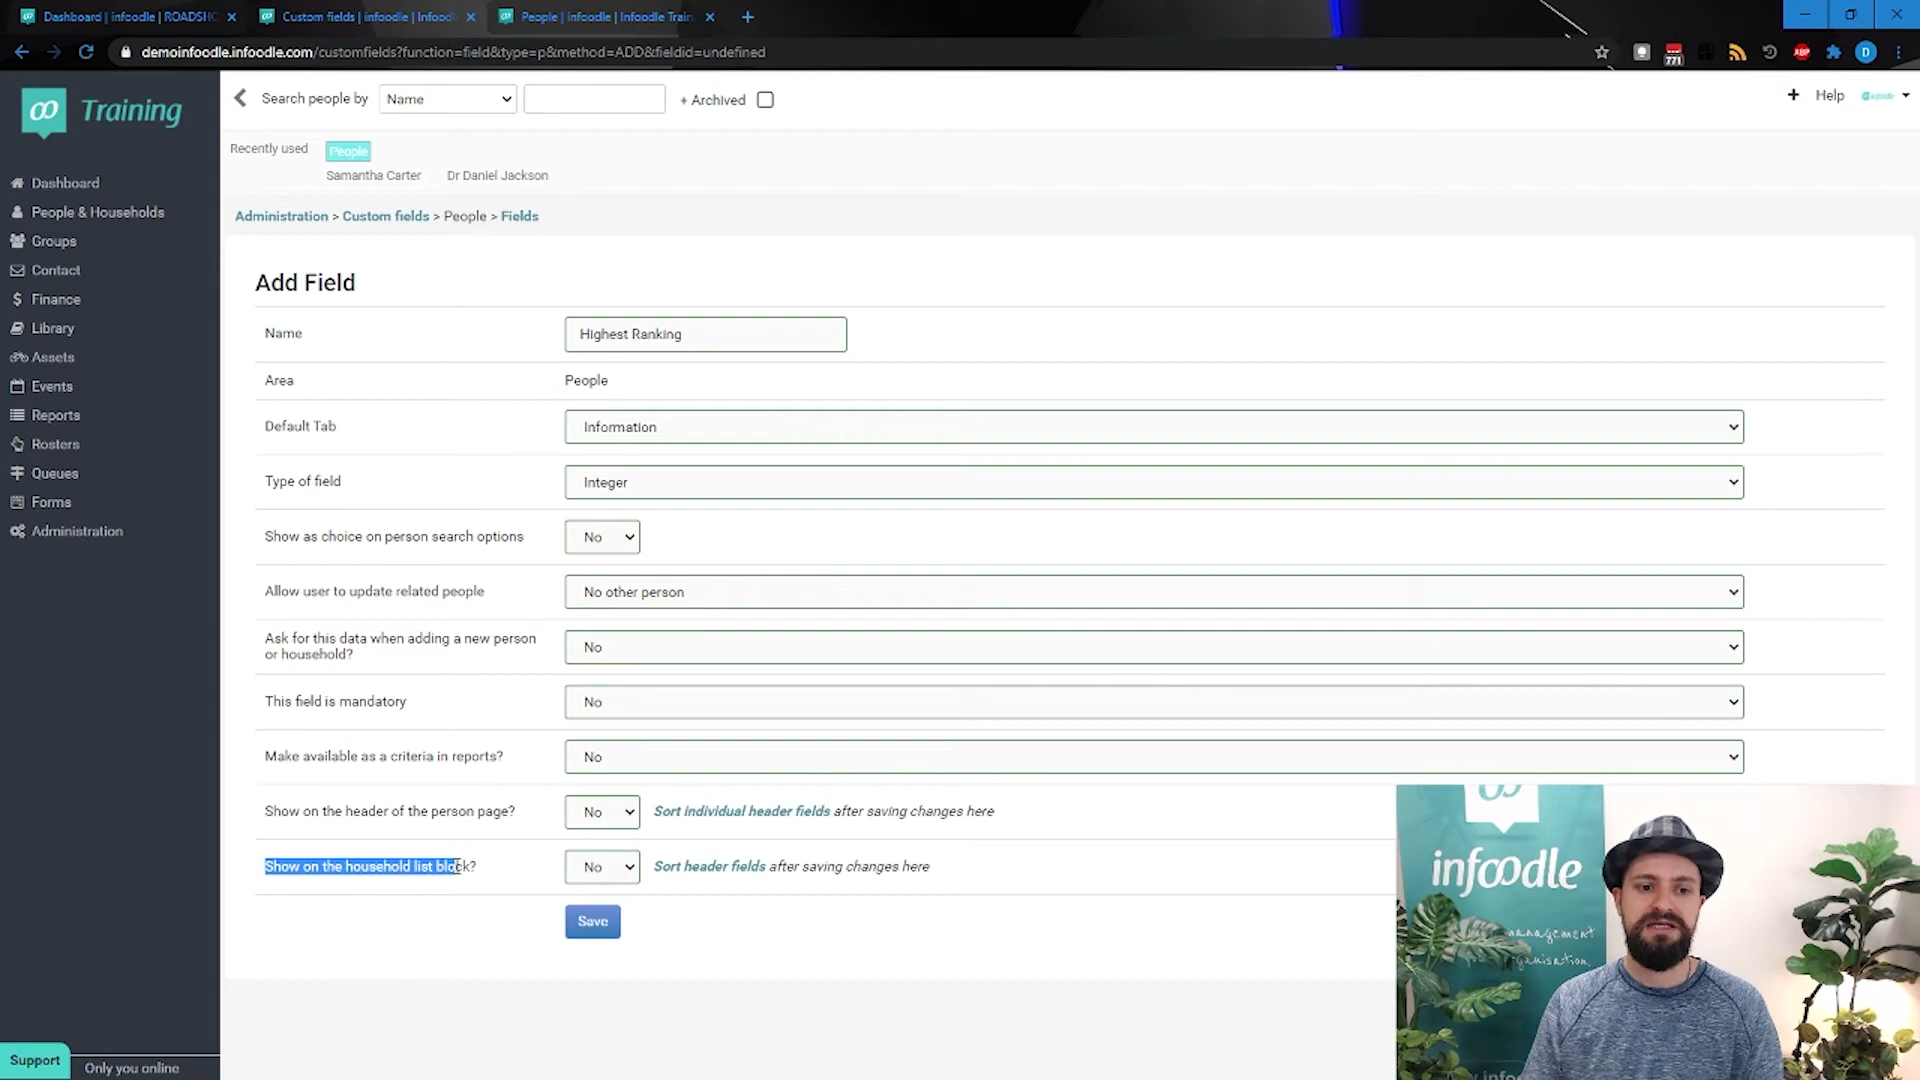 Dashboard | infoodle | ROADSHO
Custom fields | infoodle | Infood
People | infoodle | Infoodle Train
demoinfoodle.infoodle.com/customfields?function=field&type=p&method=ADD&fieldid=undefined
771
ABP
D
Training
Search people by
Name
+ Archived
Help
infoodle
Recently used
People
Samantha Carter
Dr Daniel Jackson
Dashboard
People & Households
Groups
Contact
Finance
Library
Assets
Events
Reports
Rosters
Queues
Forms
Administration
Administration > Custom fields > People > Fields
Add Field
Name
Highest Ranking
Area
People
Default Tab
Information
Type of field
Integer
Show as choice on person search options
No
Allow user to update related people
No other person
Ask for this data when adding a new person
or household?
No
This field is mandatory
No
Make available as a criteria in reports?
No
Show on the header of the person page?
No
Sort individual header fields after saving changes here
Show on the household list block?
No
Sort header fields after saving changes here
Save
infoodle
management
Support
Only you online